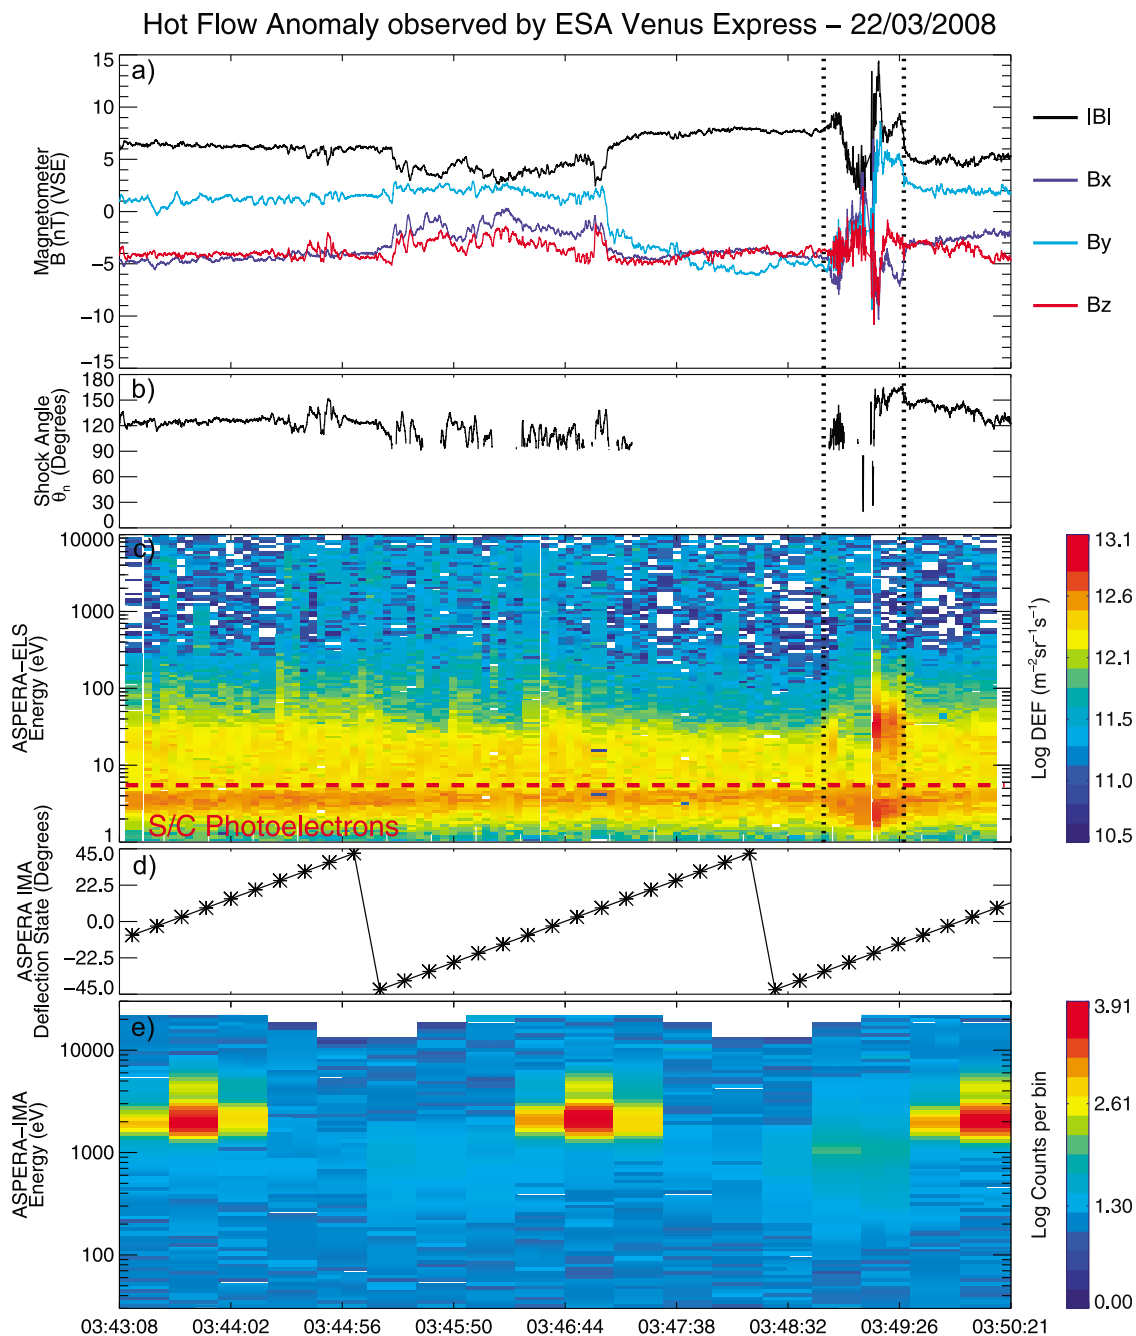 Hot Flow Anomaly observed by ESA Venus Express – 22/03/2008
a)
15
10
5
0
−5
−10
−15
Magnetometer
B (nT) (VSE)
|B|
Bx
By
Bz
b)
180
150
120
90
60
30
0
Shock Angle
θn (Degrees)
c)
10000
1000
100
10
1
ASPERA−ELS
Energy (eV)
S/C Photoelectrons
13.1
12.6
12.1
11.5
11.0
10.5
Log DEF (m−2sr−1s−1)
d)
45.0
22.5
0.0
−22.5
−45.0
ASPERA IMA
Deflection State (Degrees)
e)
10000
1000
100
ASPERA−IMA
Energy (eV)
3.91
2.61
1.30
0.00
Log Counts per bin
03:43:08 03:44:02 03:44:56 03:45:50 03:46:44 03:47:38 03:48:32 03:49:26 03:50:21